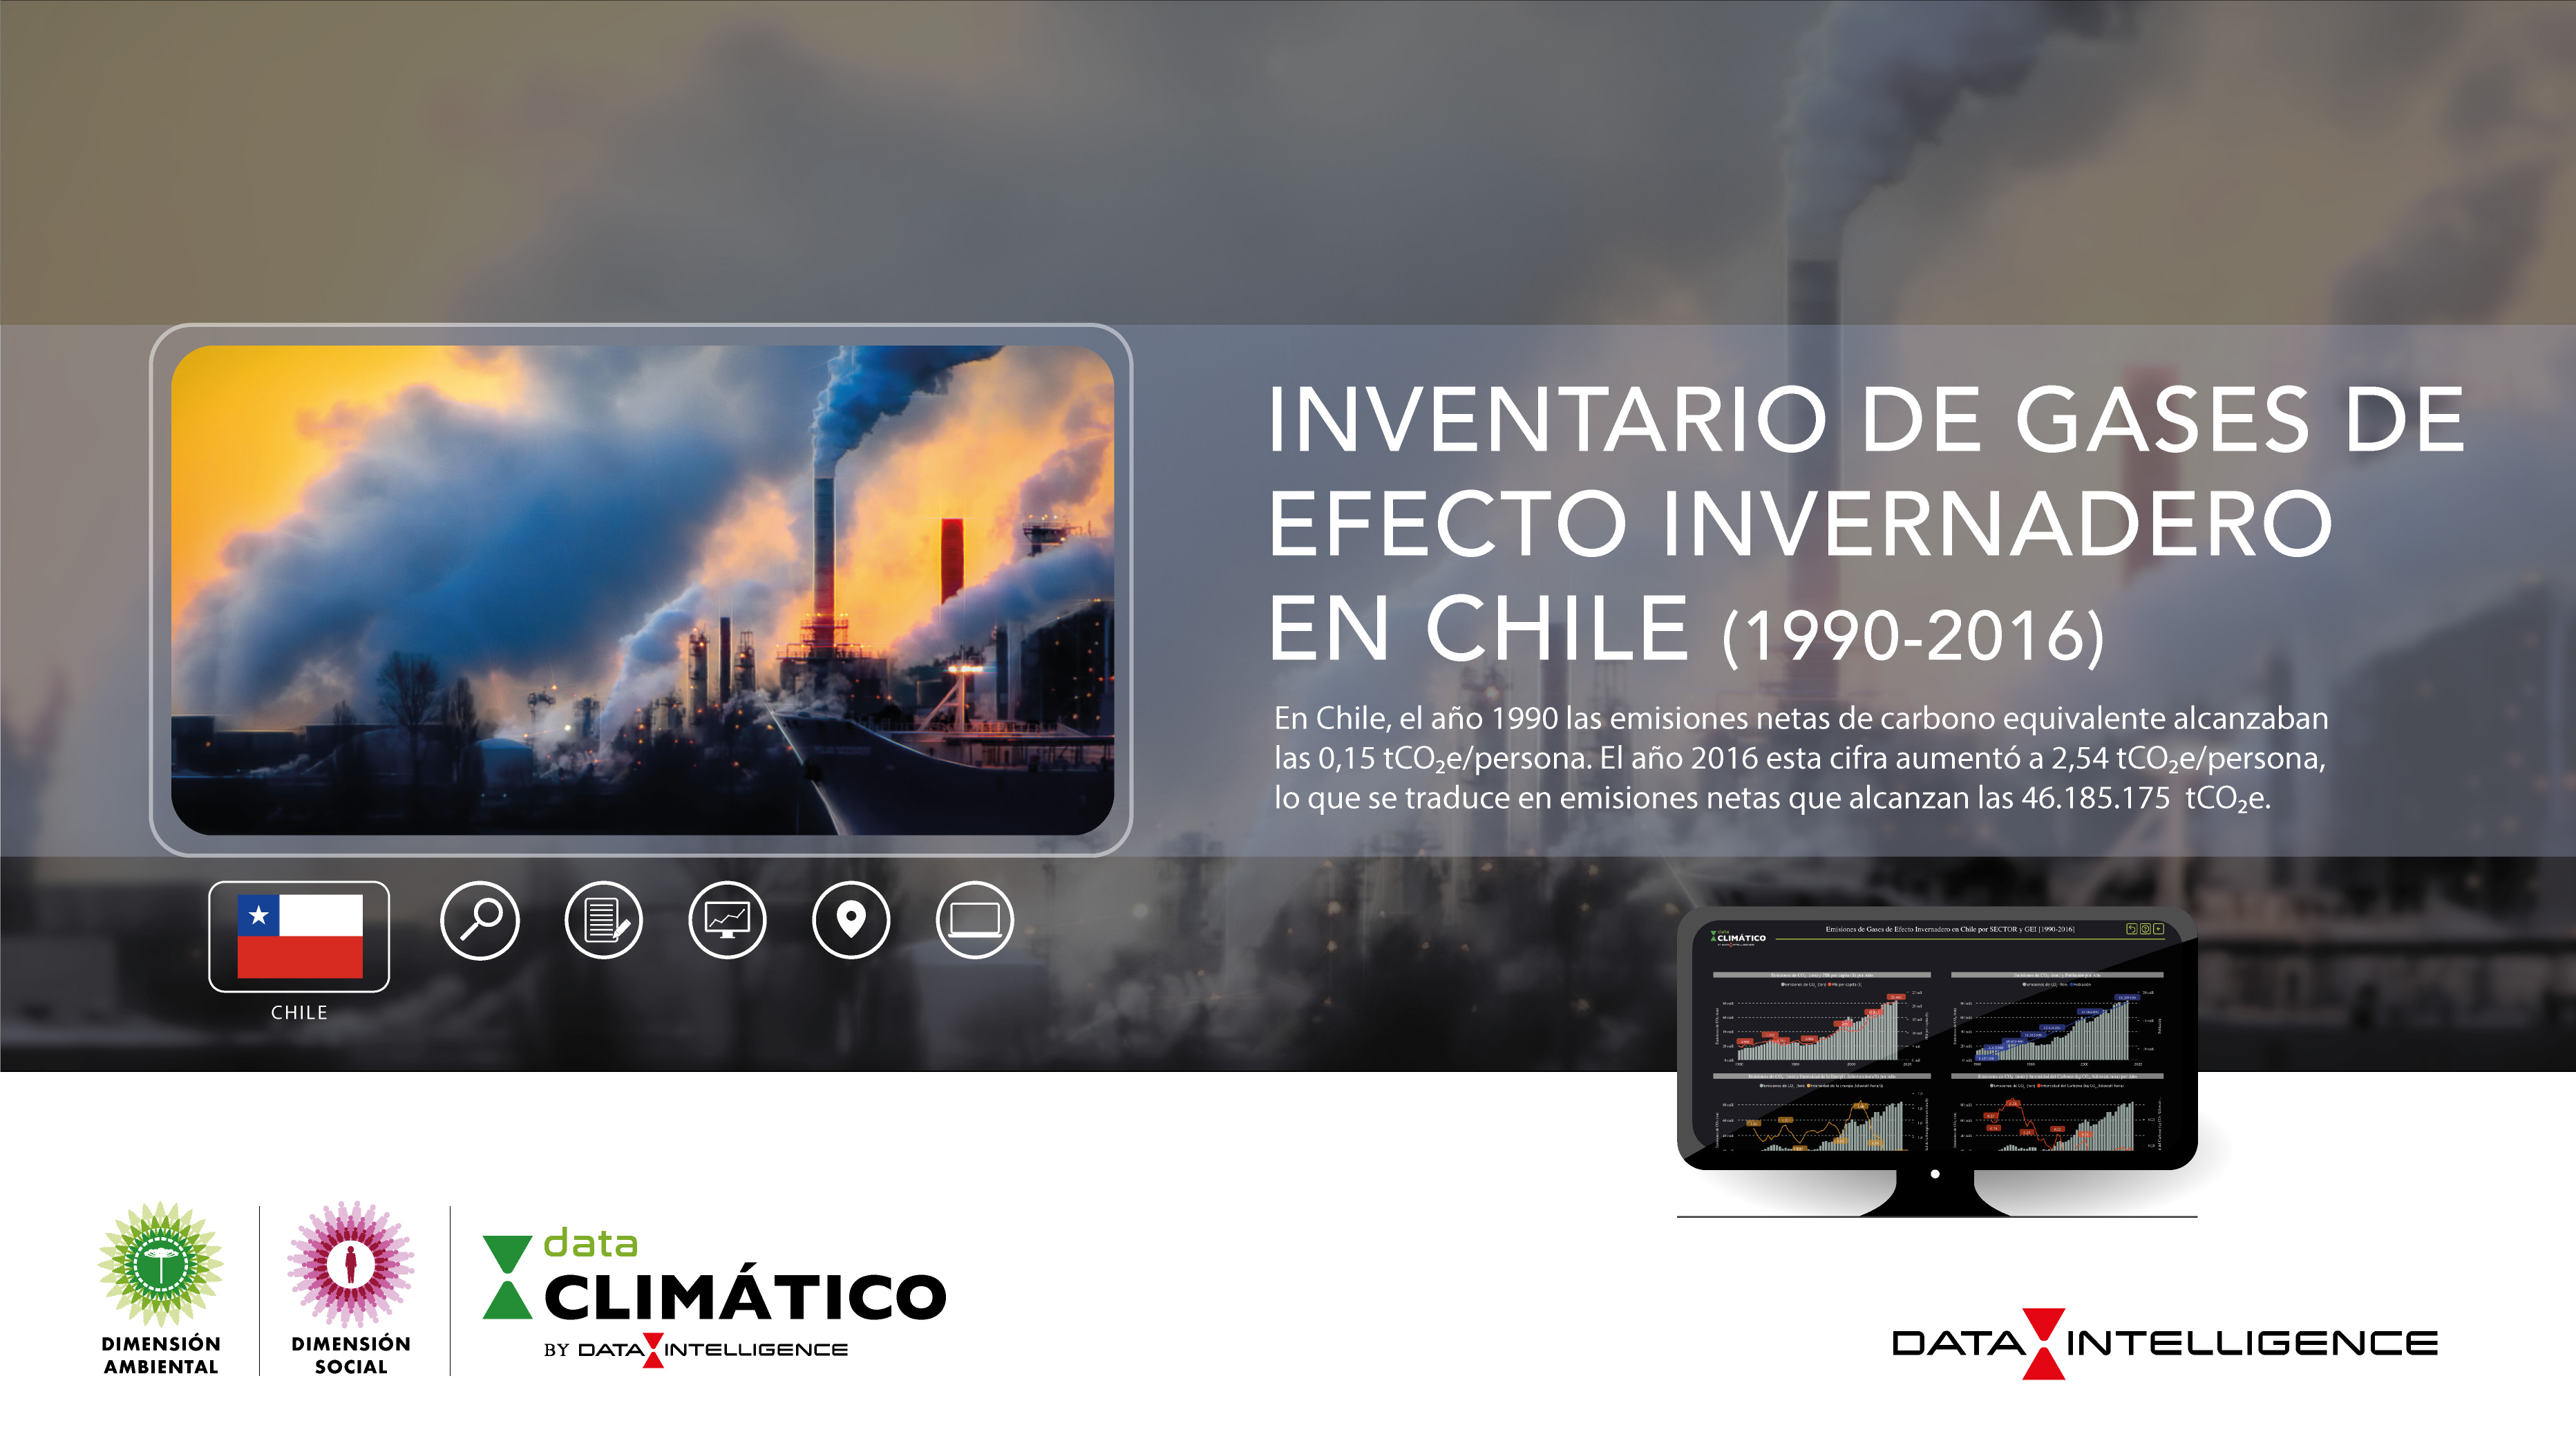 INVENTARIO DE GASES DE
EFECTO INVERNADERO
EN CHILE (1990-2016)
En Chile, el año 1990 las emisiones netas de carbono equivalente alcanzaban
las 0,15 tCO₂e/persona. El año 2016 esta cifra aumentó a 2,54 tCO₂e/persona,
lo que se traduce en emisiones netas que alcanzan las 46.185.175 tCO₂e.
CHILE
data
CLIMÁTICO
Emisiones de Gases de Efecto Invernadero en Chile por SECTOR y GEI [1990-2016]
DIMENSIÓN
AMBIENTAL
DIMENSIÓN
SOCIAL
data
CLIMÁTICO
BY DATA INTELLIGENCE
DATA INTELLIGENCE